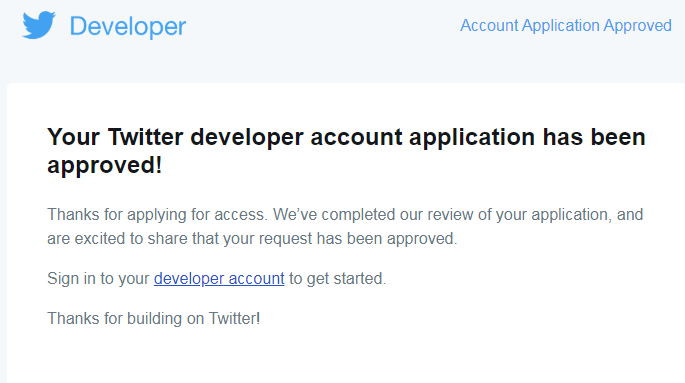 Developer
Account Application Approved
Your Twitter developer account application has been
approved!
Thanks for applying for access. We've completed our review of your application, and
are excited to share that your request has been approved.
Sign in to your developer account to get started.
Thanks for building on Twitter!